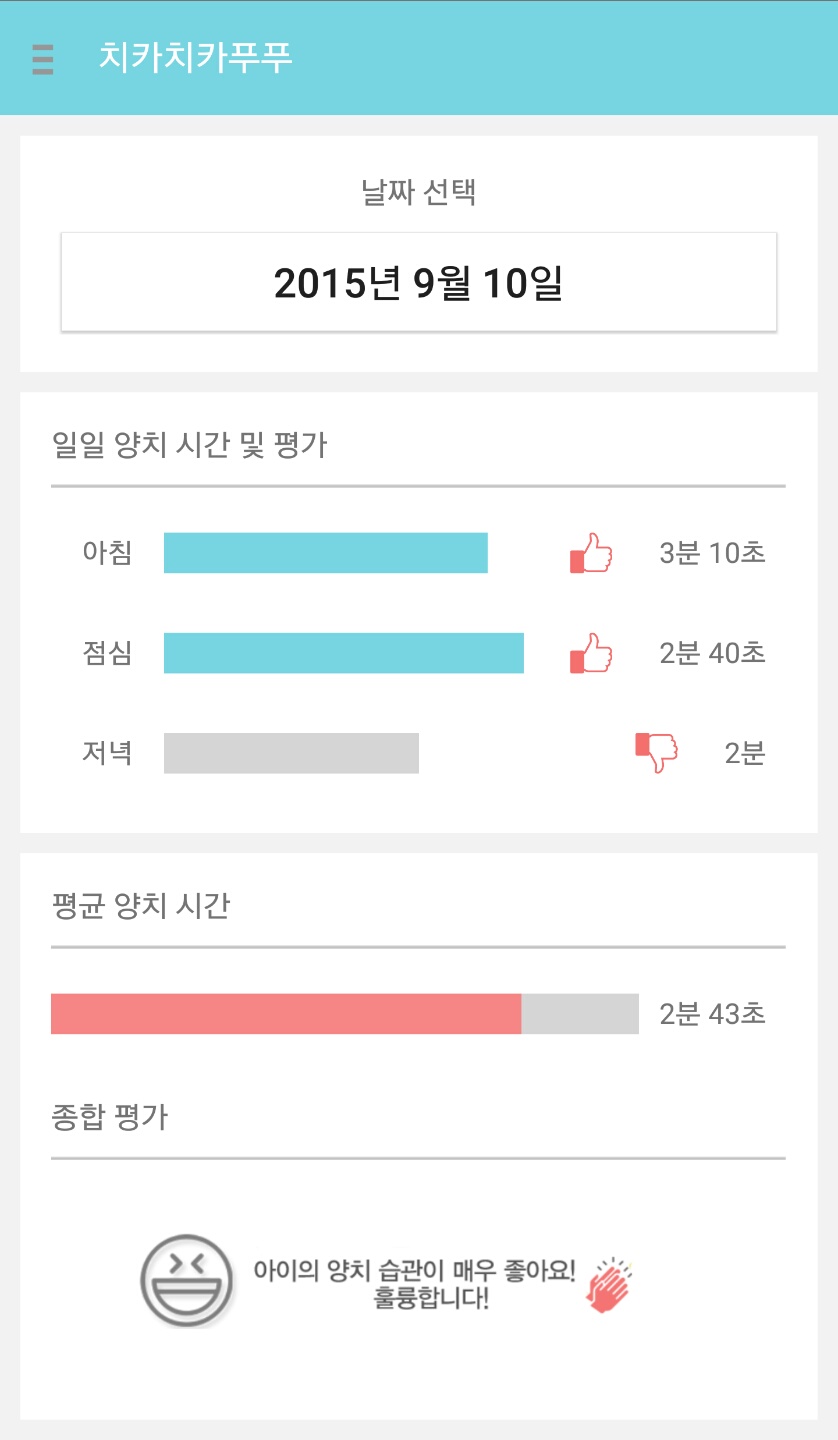 치카치카푸푸
날짜 선택
2015년 9월 10일
일일 양치 시간 및 평가
아침 3분 10초
점심 2분 40초
저녁 2분
평균 양치 시간
2분 43초
종합 평가
아이의 양치 습관이 매우 좋아요!
훌륭합니다!